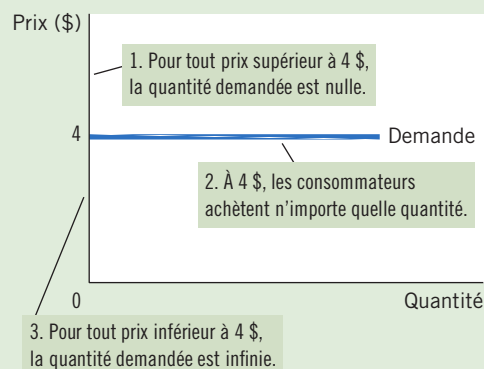 Prix ($)
1. Pour tout prix supérieur à 4 $,
la quantité demandée est nulle.
4
Demande
2. À 4 $, les consommateurs
achètent n’importe quelle quantité.
0
Quantité
3. Pour tout prix inférieur à 4 $,
la quantité demandée est infinie.